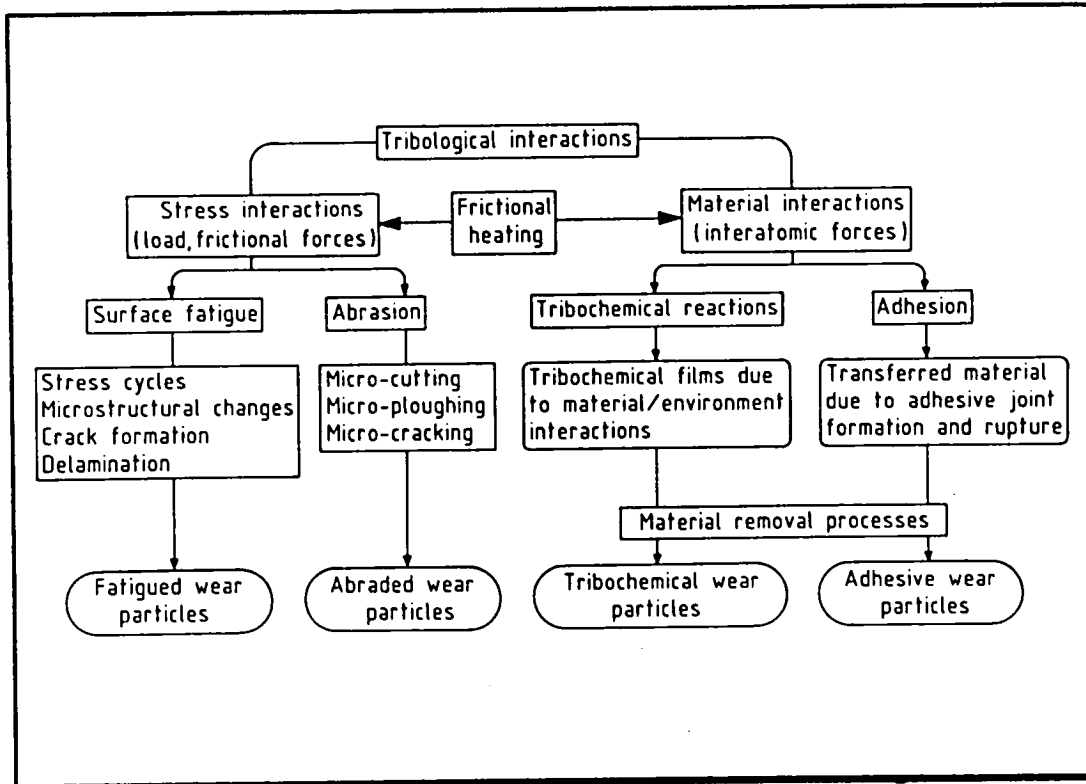 Tribological interactions
Stress interactions
(load, frictional forces)
Frictional
heating
Material interactions
(interatomic forces)
Surface fatigue
Abrasion
Tribochemical reactions
Adhesion
Stress cycles
Microstructural changes
Crack formation
Delamination
Micro-cutting
Micro-ploughing
Micro-cracking
Tribochemical films due
to material/environment
interactions
Transferred material
due to adhesive joint
formation and rupture
Material removal processes
Fatigued wear
particles
Abraded wear
particles
Tribochemical wear
particles
Adhesive wear
particles